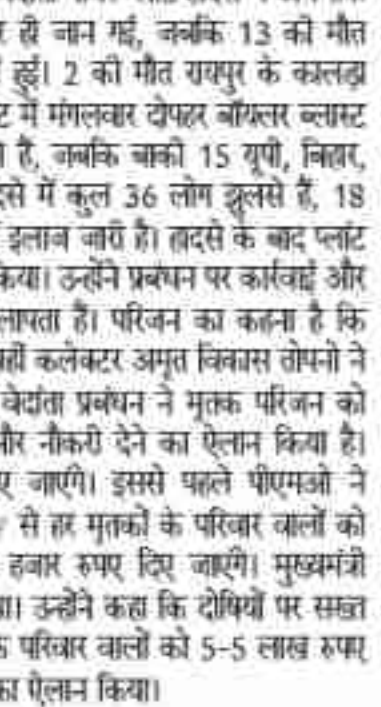 र ही जान गई, जबकि 13 की मौत
हुई। 2 की मौत रायपुर के कालड़ा
ट में मंगलवार दोपहर बॉयलर ब्लास्ट
हैं, जबकि बाकी 15 यूपी, बिहार,
से में कुल 36 लोग झुलसे हैं, 18
इलाज जारी है। हादसे के बाद प्लांट
किया। उन्होंने प्रबंधन पर कार्रवाई और
लापता हैं। परिजन का कहना है कि
वहीं कलेक्टर अमृत विकास तोपनो ने
वेदांता प्रबंधन ने मृतक परिजन को
और नौकरी देने का ऐलान किया है।
ए जाएंगे। इससे पहले पीएमओ ने
से हर मृतकों के परिवार वालों को
हजार रुपए दिए जाएंगे। मुख्यमंत्री
ा। उन्होंने कहा कि दोषियों पर सख्त
परिवार वालों को 5-5 लाख रुपए
का ऐलान किया।